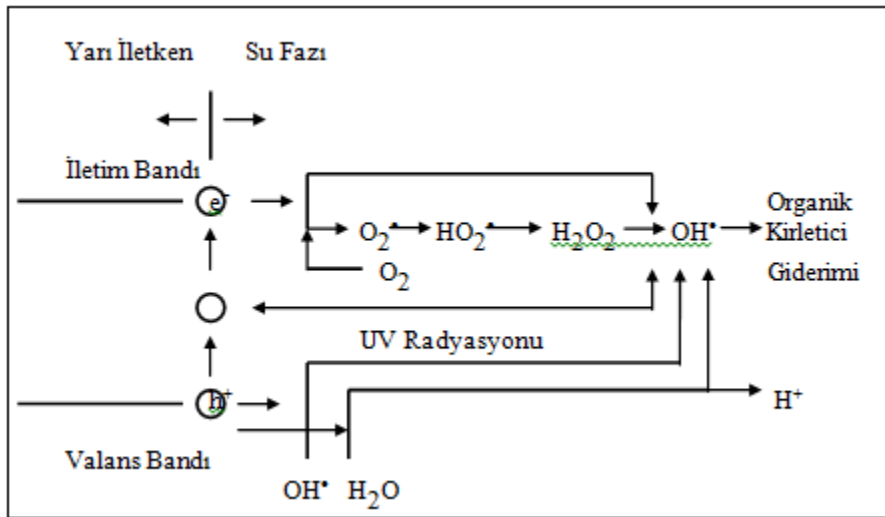 Yarı İletken Su Fazı
İletim Bandı
e⁻
Organik
O₂• HO₂• H₂O₂ OH• Kirletici
O₂ Giderimi
UV Radyasyonu
h⁺ H⁺
Valans Bandı
OH• H₂O